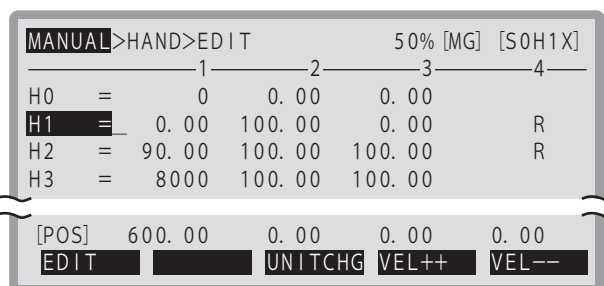 MANUAL>HAND>EDIT 50% [MG] [S0H1X]
1 2 3 4
H0 = 0 0.00 0.00
H1 =_ 0.00 100.00 0.00 R
H2 = 90.00 100.00 100.00 R
H3 = 8000 100.00 100.00
[POS] 600.00 0.00 0.00 0.00
EDIT UNITCHG VEL++ VEL--